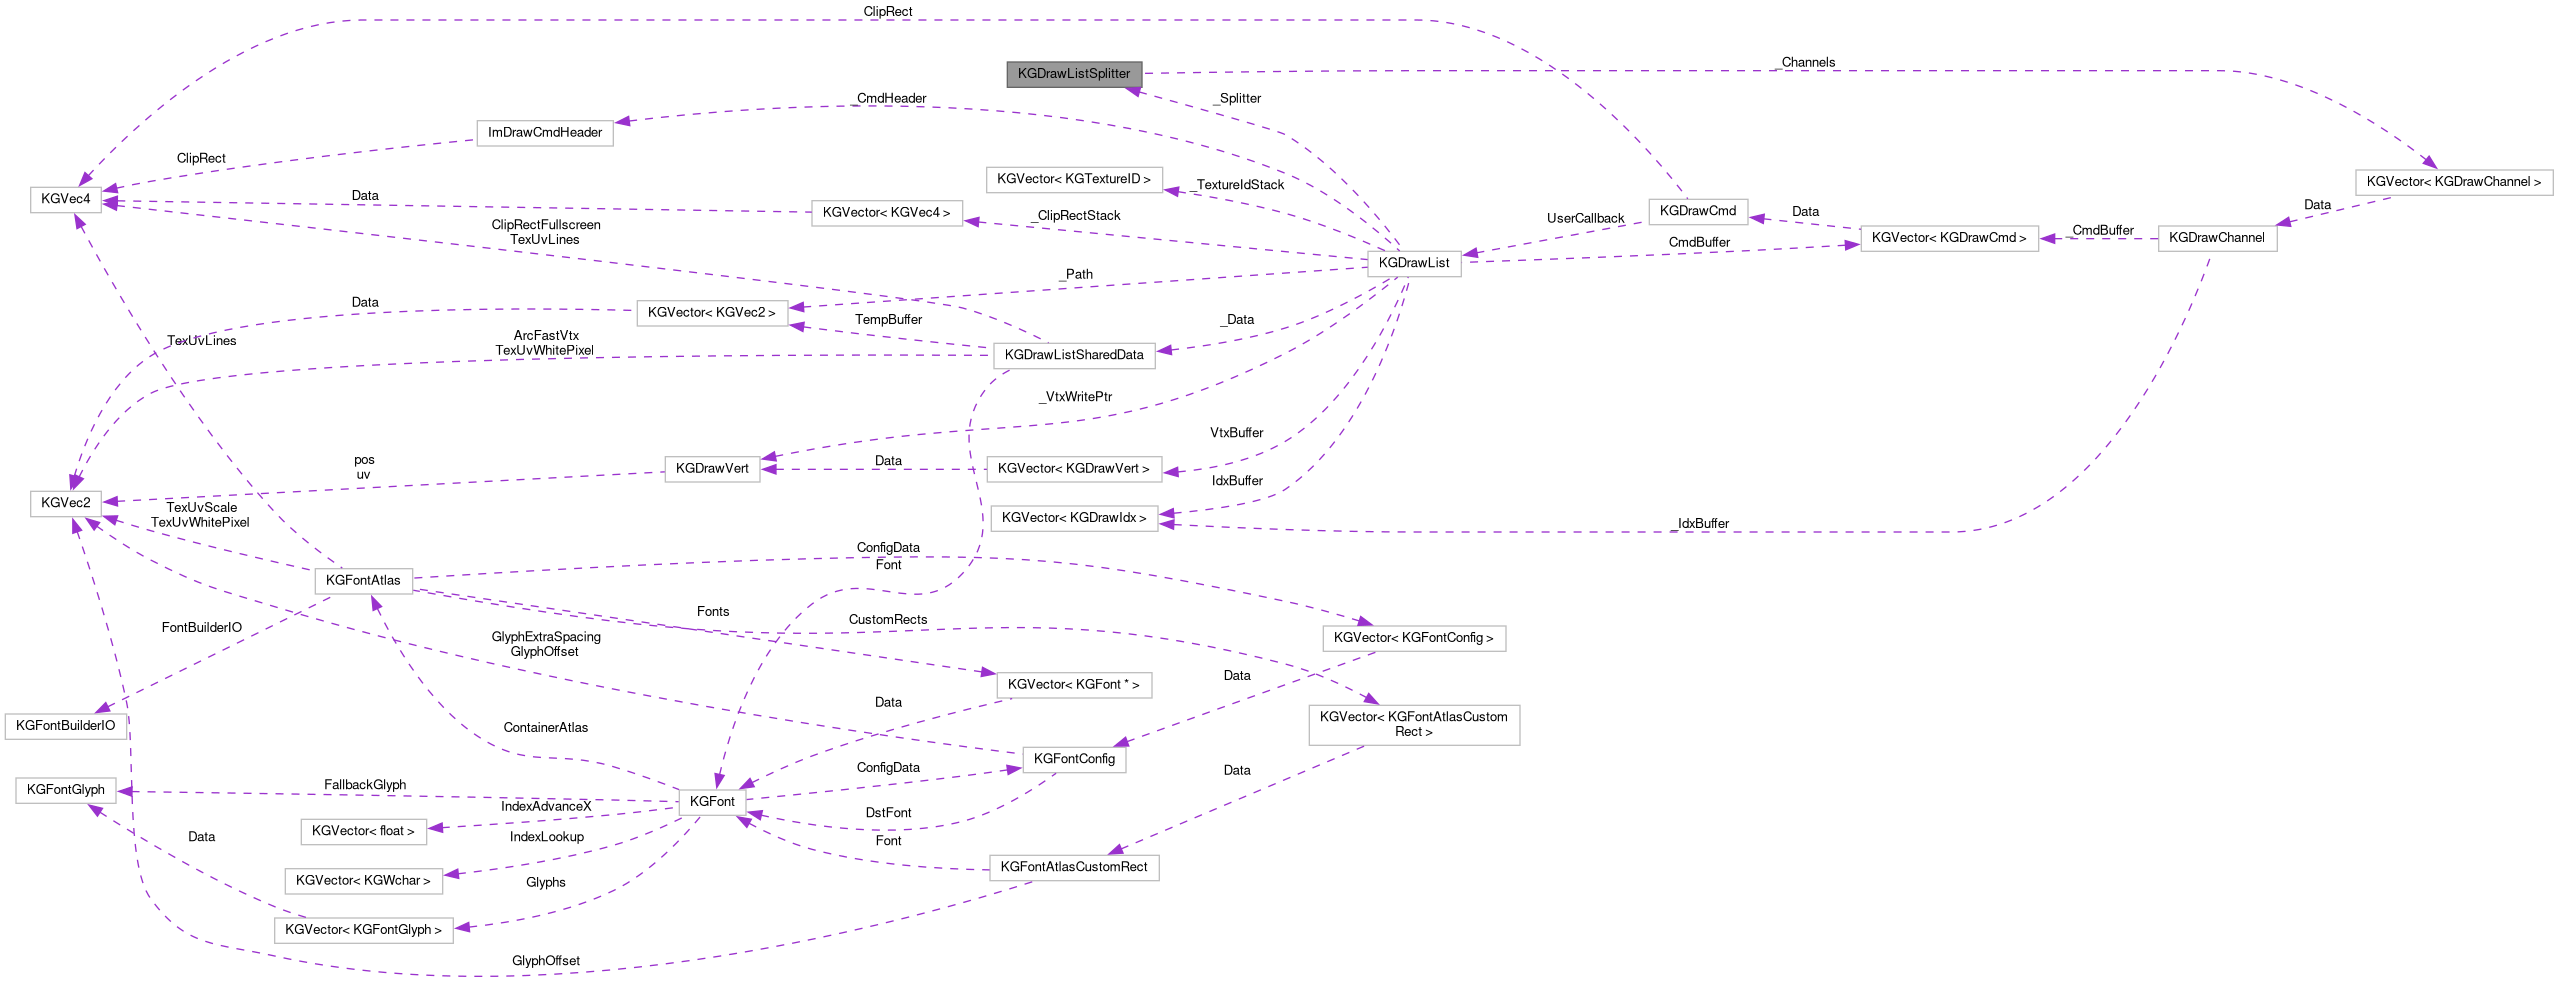 ClipRect
_Channels
KGDrawListSplitter
_CmdHeader
_Splitter
ImDrawCmdHeader
ClipRect
KGVector< KGTextureID >
_TextureIdStack
KGVector< KGDrawChannel >
Data
KGVec4
Data
KGVector< KGVec4 >
_ClipRectStack
UserCallback
KGDrawCmd
Data
ClipRectFullscreen
TexUvLines
CmdBuffer
KGVector< KGDrawCmd >
_CmdBuffer
KGDrawChannel
KGDrawList
_Path
Data
KGVector< KGVec2 >
TempBuffer
_Data
TexUvLines
ArcFastVtx
TexUvWhitePixel
KGDrawListSharedData
_VtxWritePtr
VtxBuffer
pos
uv
KGDrawVert
Data
KGVector< KGDrawVert >
IdxBuffer
KGVec2
TexUvScale
TexUvWhitePixel
KGVector< KGDrawIdx >
_IdxBuffer
ConfigData
Font
KGFontAtlas
Fonts
CustomRects
FontBuilderIO
GlyphExtraSpacing
GlyphOffset
KGVector< KGFontConfig >
Data
KGVector< KGFont * >
Data
KGFontBuilderIO
ContainerAtlas
KGVector< KGFontAtlasCustom
Rect >
KGFontConfig
ConfigData
Data
KGFontGlyph
FallbackGlyph
KGFont
IndexAdvanceX
DstFont
KGVector< float >
IndexLookup
Data
Font
KGFontAtlasCustomRect
KGVector< KGWchar >
Glyphs
KGVector< KGFontGlyph >
GlyphOffset